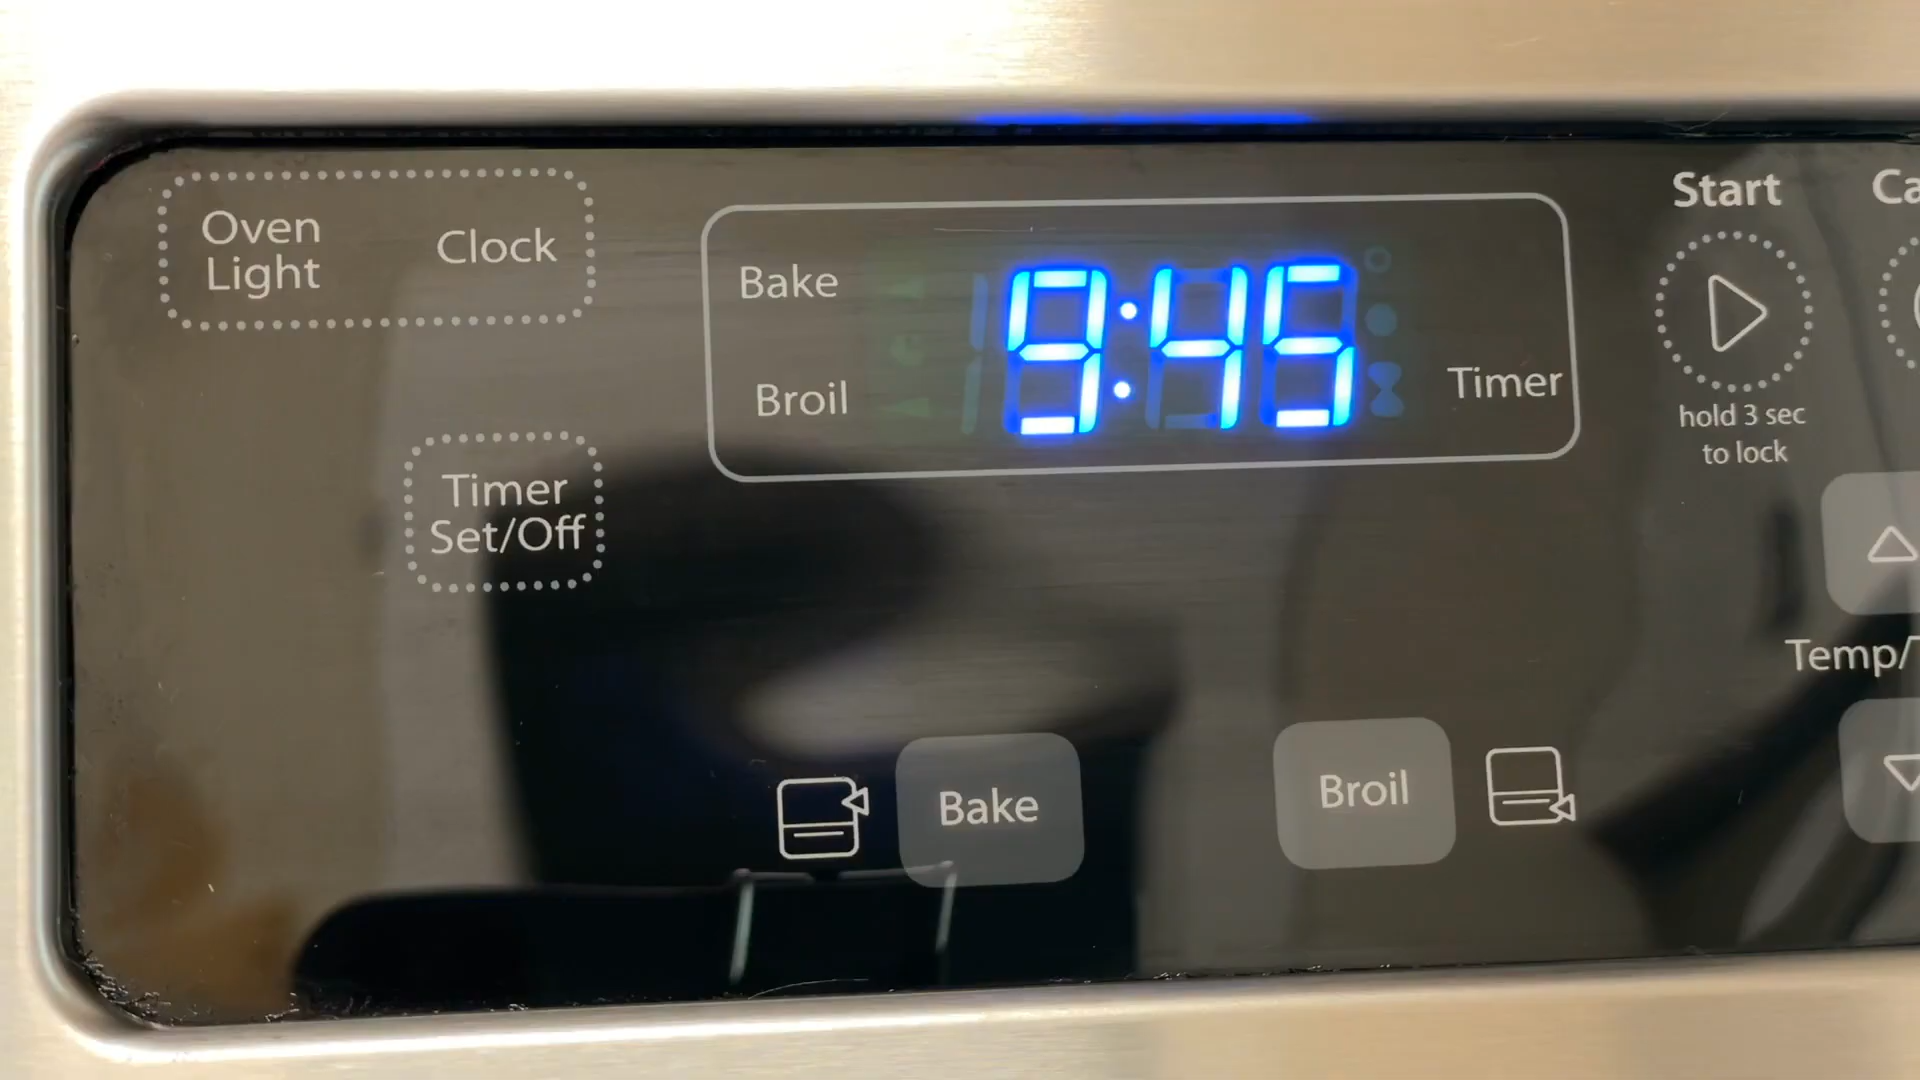 Oven
Light
Clock
Bake
9:45
Broil
Timer
Start
hold 3 sec
to lock
Timer
Set/Off
Temp/
Bake
Broil